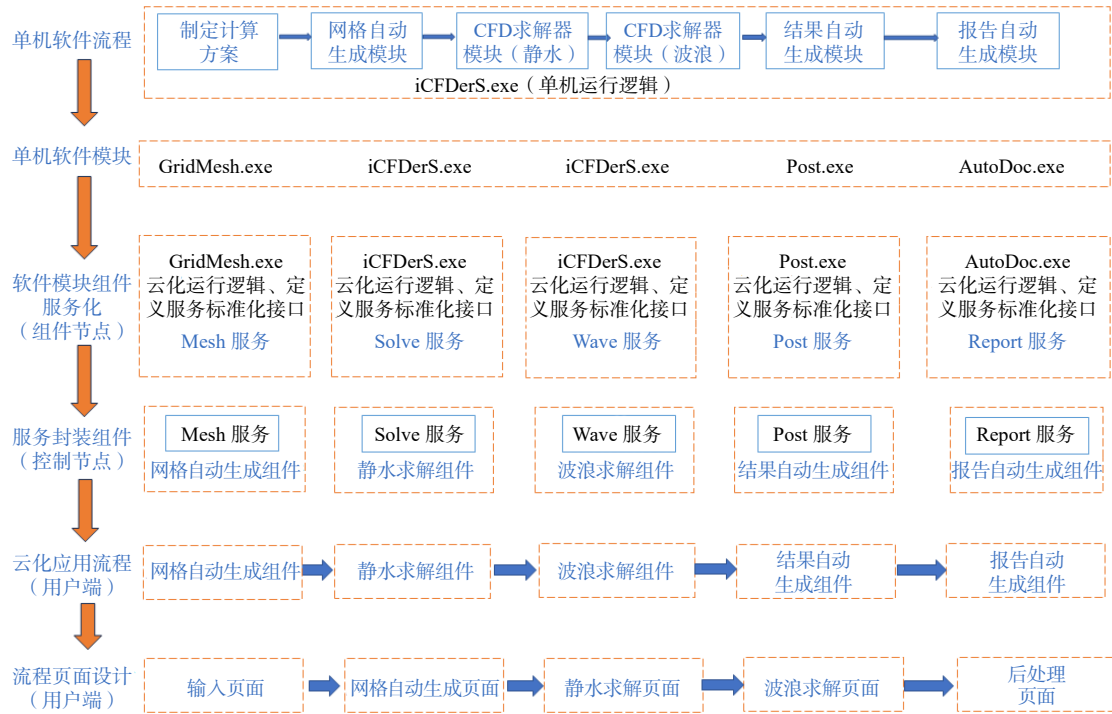 单机软件流程
制定计算
方案
网格自动
生成模块
CFD求解器
模块（静水）
CFD求解器
模块（波浪）
结果自动
生成模块
报告自动
生成模块
iCFDerS.exe（单机运行逻辑）
单机软件模块
GridMesh.exe
iCFDerS.exe
iCFDerS.exe
Post.exe
AutoDoc.exe
软件模块组件
服务化
（组件节点）
GridMesh.exe
云化运行逻辑、定
义服务标准化接口
Mesh 服务
iCFDerS.exe
云化运行逻辑、定
义服务标准化接口
Solve 服务
iCFDerS.exe
云化运行逻辑、定
义服务标准化接口
Wave 服务
Post.exe
云化运行逻辑、定
义服务标准化接口
Post 服务
AutoDoc.exe
云化运行逻辑、定
义服务标准化接口
Report 服务
服务封装组件
（控制节点）
Mesh 服务
网格自动生成组件
Solve 服务
静水求解组件
Wave 服务
波浪求解组件
Post 服务
结果自动生成组件
Report 服务
报告自动生成组件
云化应用流程
（用户端）
网格自动生成组件
静水求解组件
波浪求解组件
结果自动
生成组件
报告自动
生成组件
流程页面设计
（用户端）
输入页面
网格自动生成页面
静水求解页面
波浪求解页面
后处理
页面